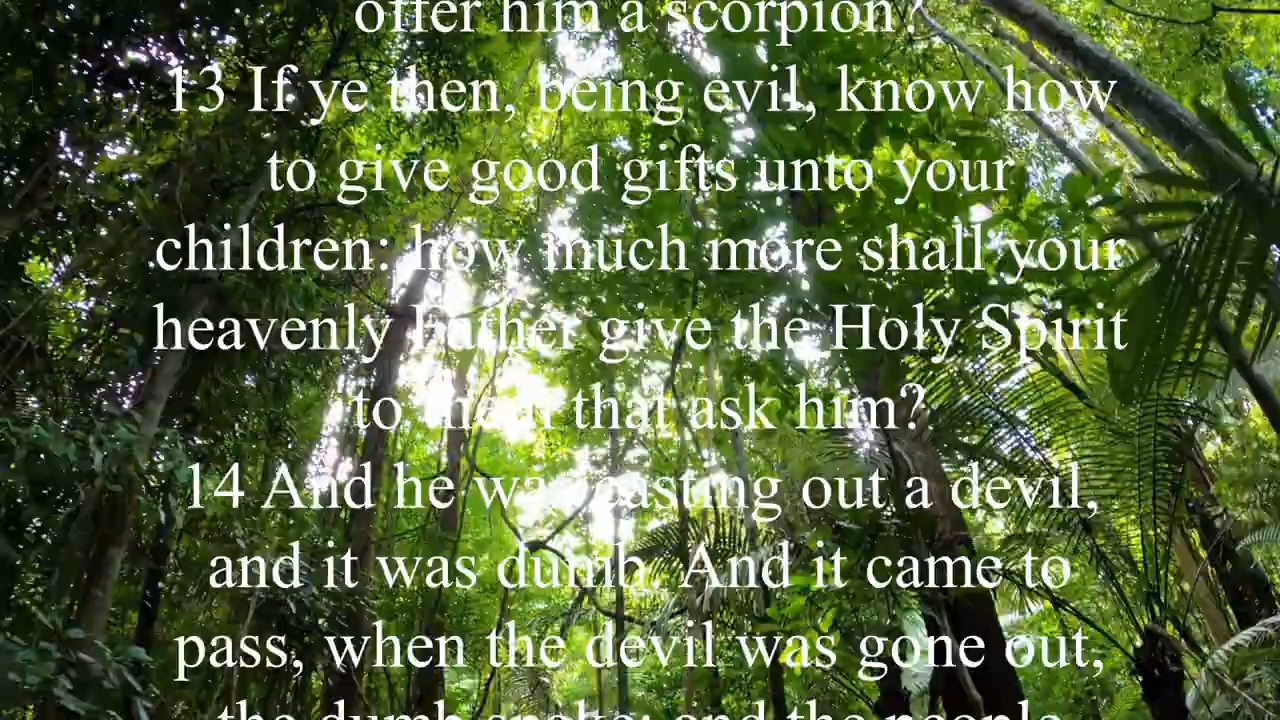 offer him a scorpion?
13 If ye then, being evil, know how
to give good gifts unto your
children: how much more shall your
heavenly Father give the Holy Spirit
to them that ask him?
14 And he was casting out a devil,
and it was dumb. And it came to
pass, when the devil was gone out,
the dumb spake; and the people